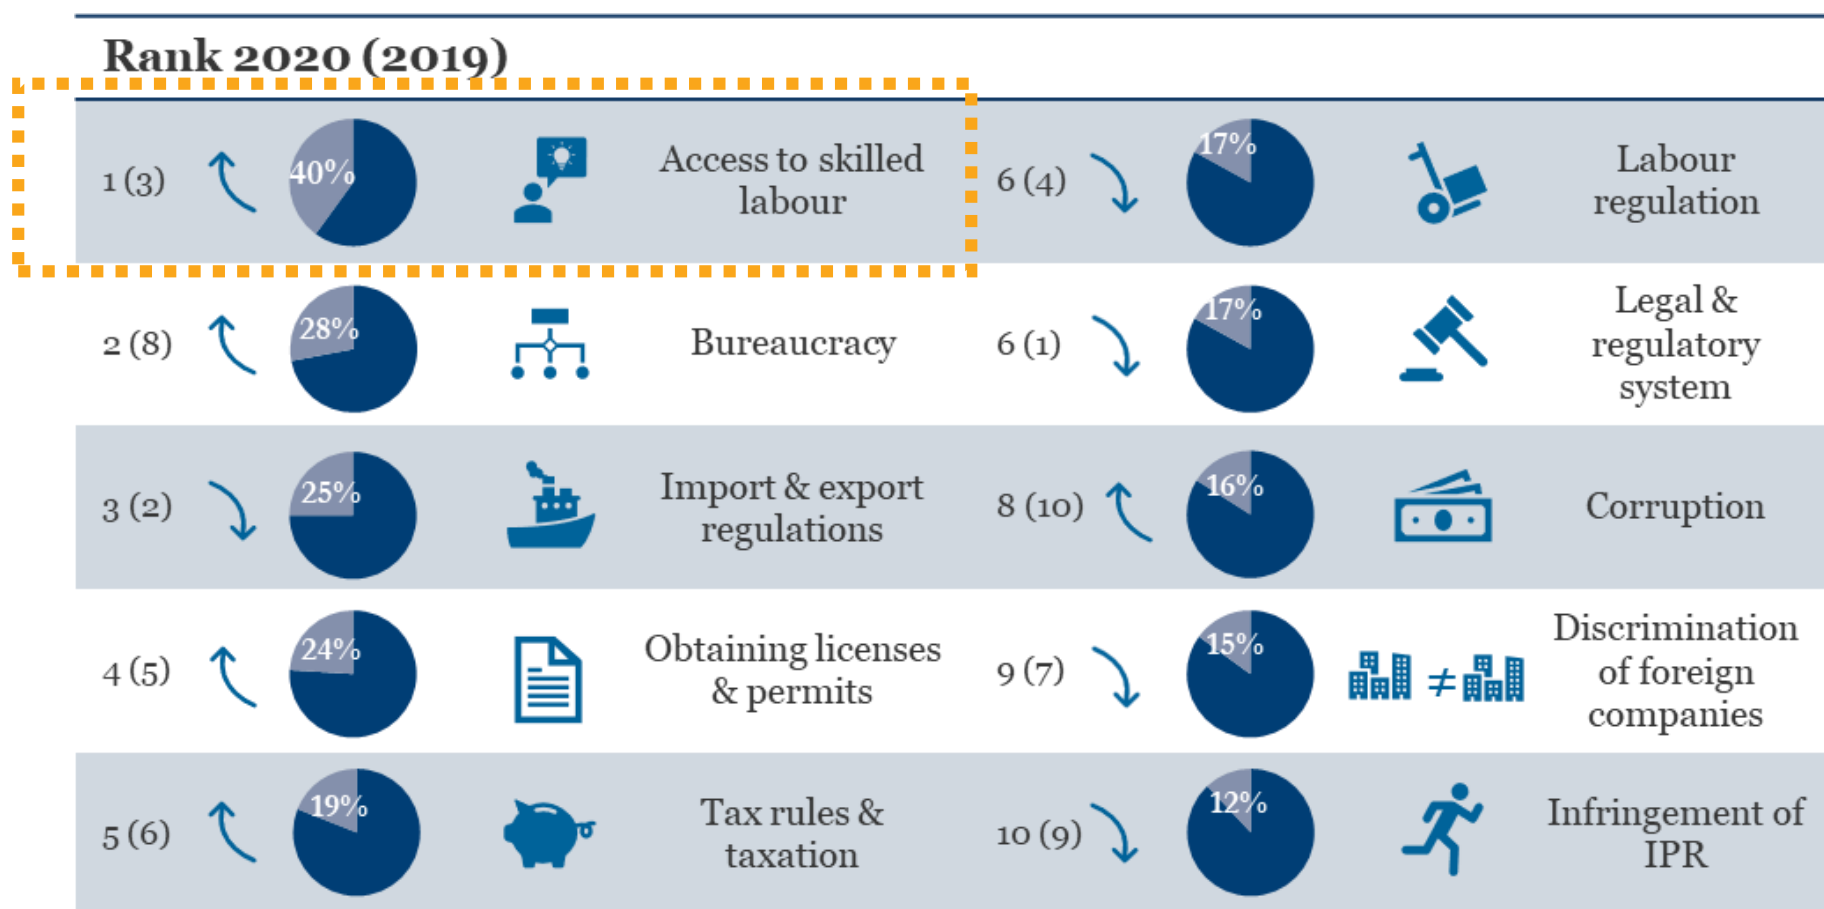 Rank 2020 (2019)
1 (3)
40%
Access to skilled
labour
2 (8)
28%
Bureaucracy
3 (2)
25%
Import & export
regulations
4 (5)
24%
Obtaining licenses
& permits
5 (6)
19%
Tax rules &
taxation
6 (4)
17%
Labour
regulation
6 (1)
17%
Legal &
regulatory
system
8 (10)
16%
Corruption
9 (7)
15%
≠
Discrimination
of foreign
companies
10 (9)
12%
Infringement of
IPR